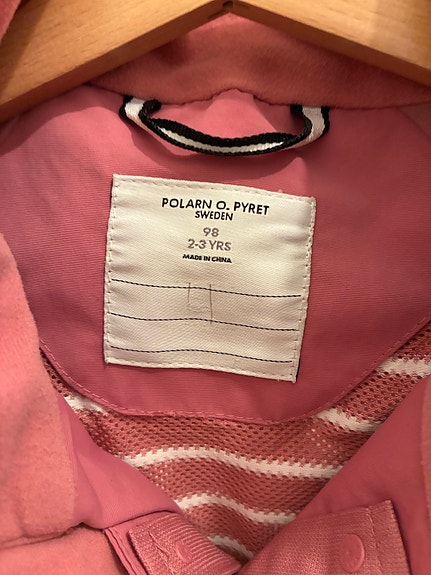 POLARN O. PYRET
SWEDEN
98
2-3 YRS
MADE IN CHINA